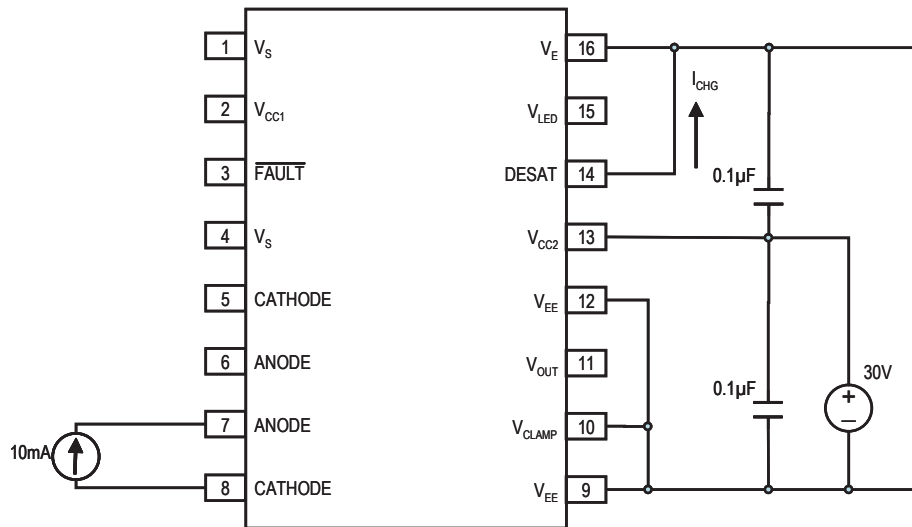 1 V_S
2 V_CC1
3 FAULT
4 V_S
5 CATHODE
6 ANODE
7 ANODE
8 CATHODE
10mA
V_E 16
V_LED 15
DESAT 14
V_CC2 13
V_EE 12
V_OUT 11
V_CLAMP 10
V_EE 9
I_CHG
0.1µF
0.1µF
30V
+
–